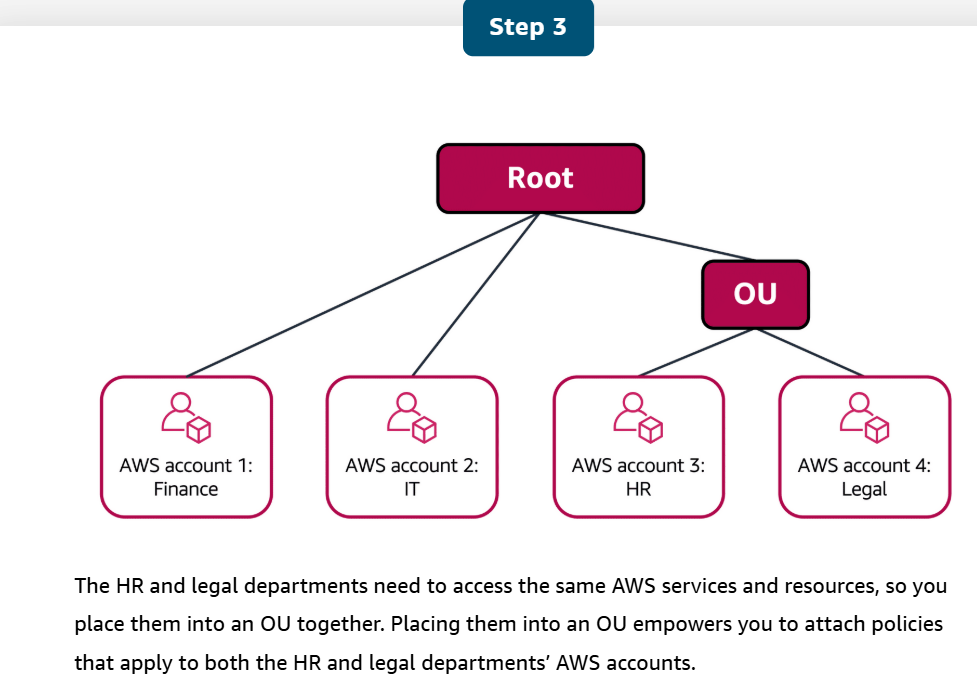 Step 3
Root
OU
AWS account 1:
Finance
AWS account 2:
IT
AWS account 3:
HR
AWS account 4:
Legal
The HR and legal departments need to access the same AWS services and resources, so you
place them into an OU together. Placing them into an OU empowers you to attach policies
that apply to both the HR and legal departments’ AWS accounts.